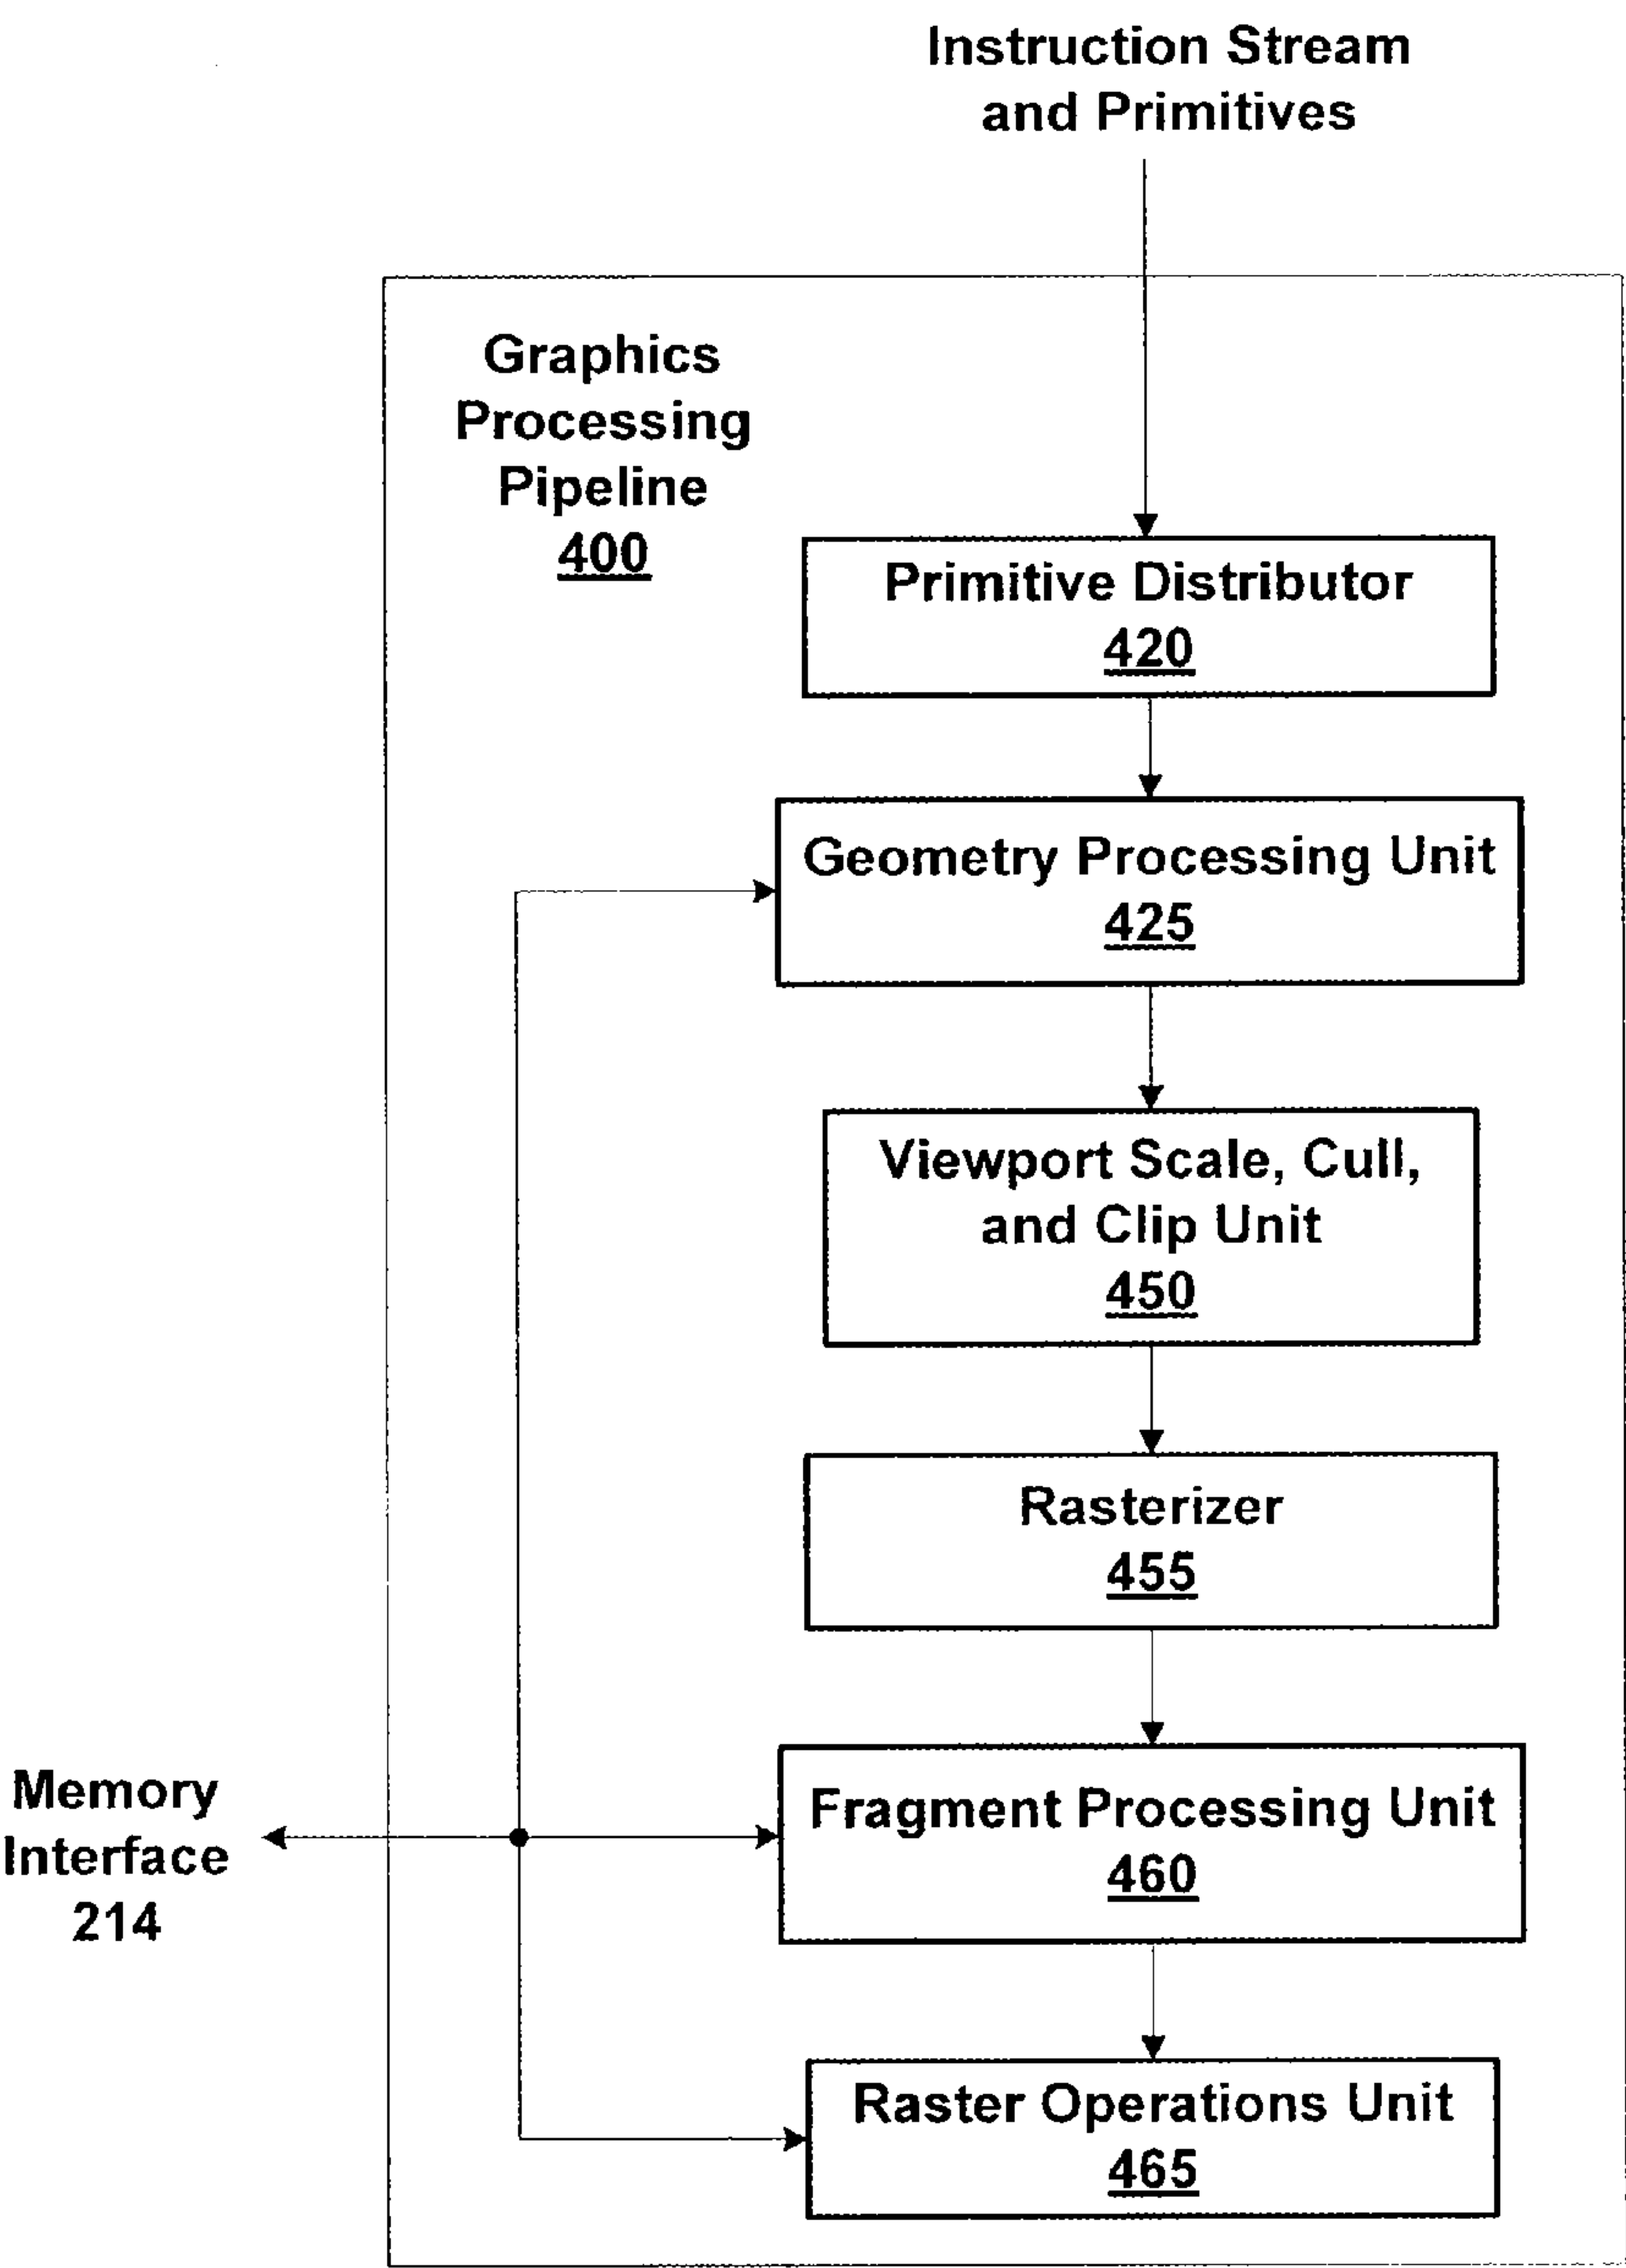 Instruction Stream
and Primitives
Graphics
Processing
Pipeline
400
Primitive Distributor
420
Geometry Processing Unit
425
Viewport Scale, Cull,
and Clip Unit
450
Rasterizer
455
Memory
Interface
214
Fragment Processing Unit
460
Raster Operations Unit
465